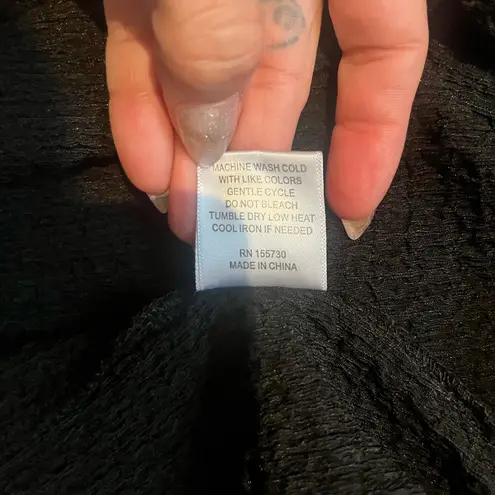 MACHINE WASH COLD
WITH LIKE COLORS
GENTLE CYCLE
DO NOT BLEACH
TUMBLE DRY LOW HEAT
COOL IRON IF NEEDED
RN 155730
MADE IN CHINA